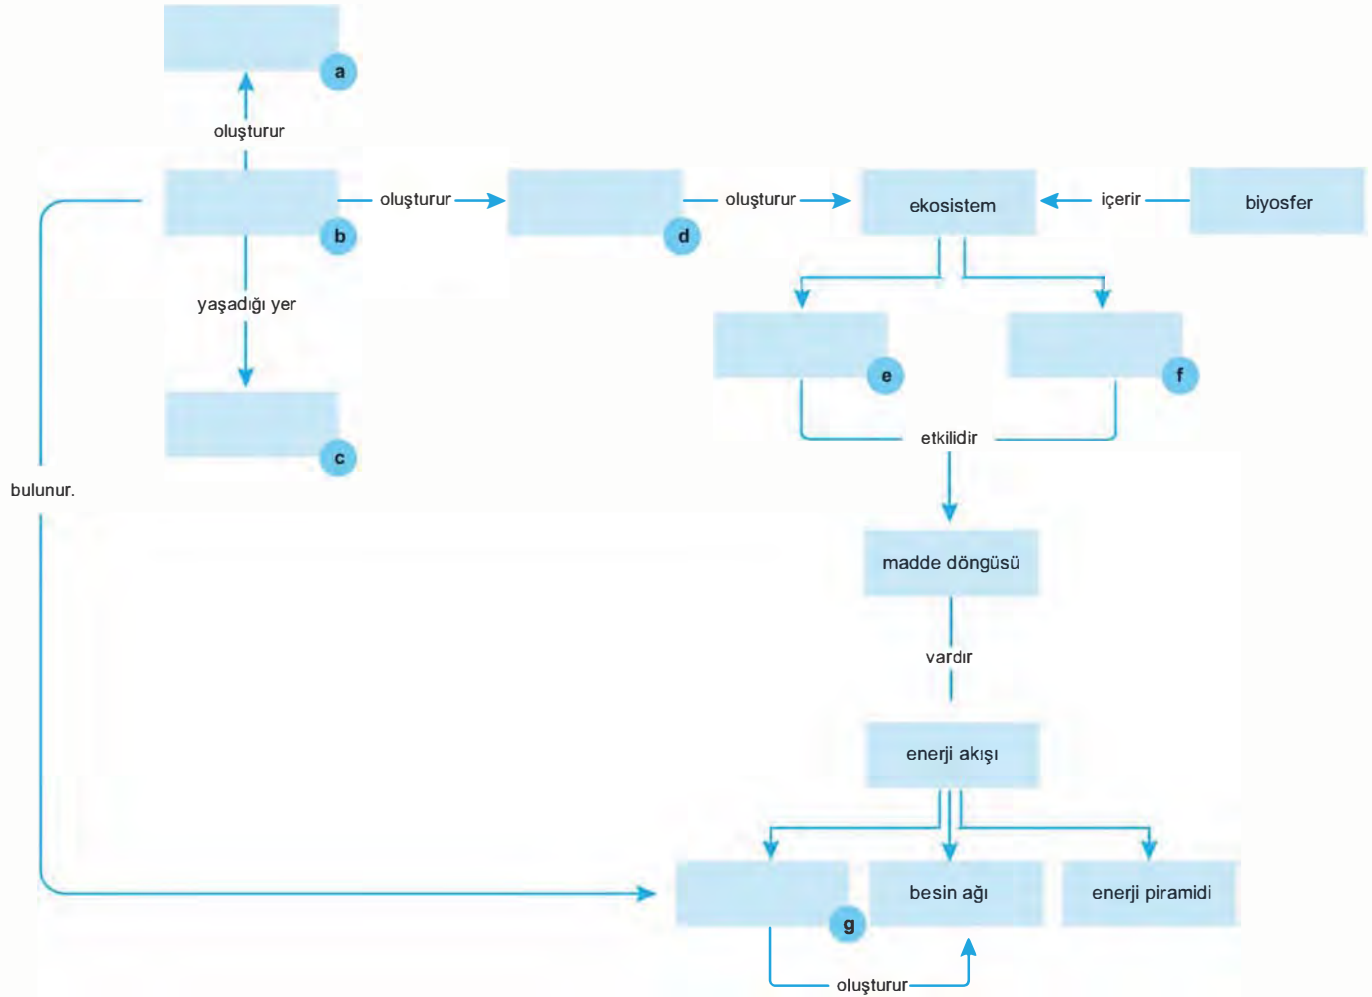 a
oluşturur
b
oluşturur
d
oluşturur
ekosistem
içerir
biyosfer
yaşadığı yer
c
e
f
etkilidir
bulunur.
madde döngüsü
vardır
enerji akışı
g
besin ağı
enerji piramidi
oluşturur